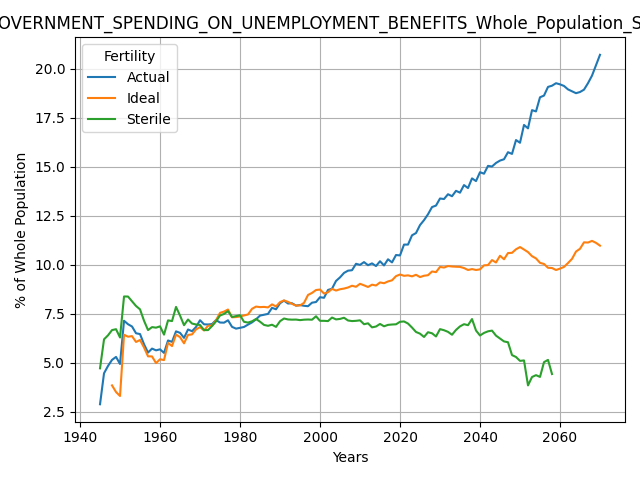 OVERNMENT_SPENDING_ON_UNEMPLOYMENT_BENEFITS_Whole_Population_S
Fertility
Actual
Ideal
Sterile
20.0
17.5
15.0
12.5
10.0
7.5
5.0
2.5
% of Whole Population
1940 1960 1980 2000 2020 2040 2060
Years